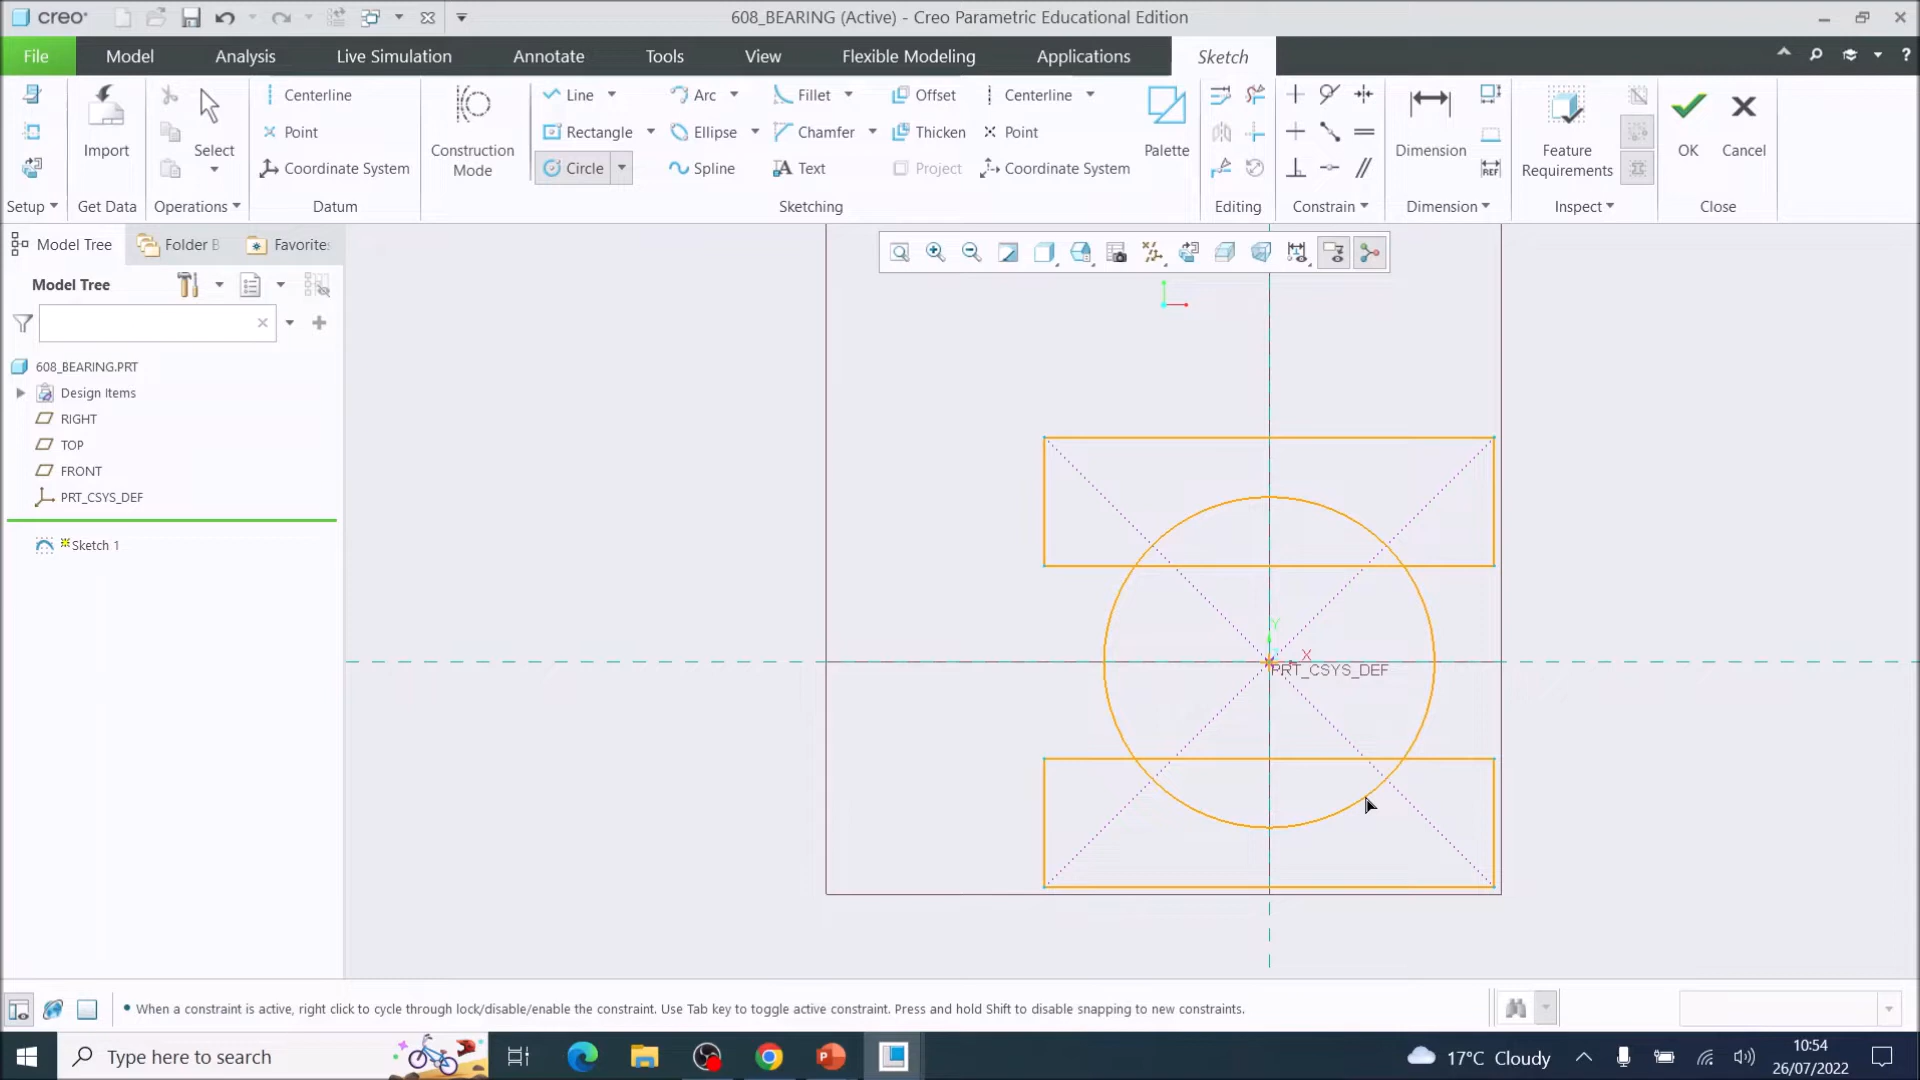 creo
608_BEARING (Active) - Creo Parametric Educational Edition
File
Model
Analysis
Live Simulation
Annotate
Tools
View
Flexible Modeling
Applications
Sketch
Centerline
Line
Arc
Fillet
Offset
Centerline
Import
Select
Point
Construction Mode
Rectangle
Ellipse
Chamfer
Thicken
Point
Palette
Dimension
Feature Requirements
OK
Cancel
Coordinate System
Circle
Spline
Text
Project
Coordinate System
REF
Setup
Get Data
Operations
Datum
Sketching
Editing
Constrain
Dimension
Inspect
Close
Model Tree
Folder B
Favorite
Model Tree
608_BEARING.PRT
Design Items
RIGHT
TOP
FRONT
PRT_CSYS_DEF
Sketch 1
Y
X
PRT_CSYS_DEF
• When a constraint is active, right click to cycle through lock/disable/enable the constraint. Use Tab key to toggle active constraint. Press and hold Shift to disable snapping to new constraints.
Type here to search
17°C Cloudy
10:54
26/07/2022